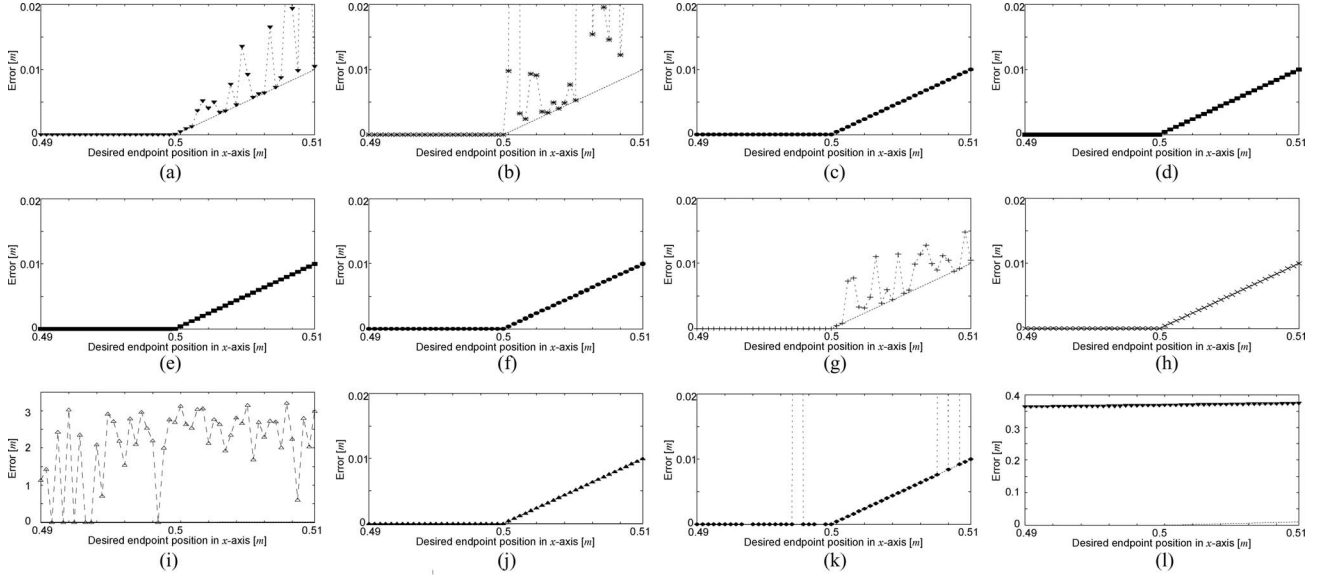 0.02 0.02 0.02 0.02
Error [m] Error [m] Error [m] Error [m]
0.01 0.01 0.01 0.01
0 0 0 0
0.49 0.5 0.51 0.49 0.5 0.51 0.49 0.5 0.51 0.49 0.5 0.51
Desired endpoint position in x-axis [m] Desired endpoint position in x-axis [m] Desired endpoint position in x-axis [m] Desired endpoint position in x-axis [m]
(a) (b) (c) (d)
0.02 0.02 0.02 0.02
Error [m] Error [m] Error [m] Error [m]
0.01 0.01 0.01 0.01
0 0 0 0
0.49 0.5 0.51 0.49 0.5 0.51 0.49 0.5 0.51 0.49 0.5 0.51
Desired endpoint position in x-axis [m] Desired endpoint position in x-axis [m] Desired endpoint position in x-axis [m] Desired endpoint position in x-axis [m]
(e) (f) (g) (h)
3 0.02 0.02 0.4
0.3
Error [m] Error [m] Error [m] Error [m]
2 0.01 0.01 0.2
1 0.1
0 0 0 0
0.49 0.5 0.51 0.49 0.5 0.51 0.49 0.5 0.51 0.49 0.5 0.51
Desired endpoint position in x-axis [m] Desired endpoint position in x-axis [m] Desired endpoint position in x-axis [m] Desired endpoint position in x-axis [m]
(i) (j) (k) (l)